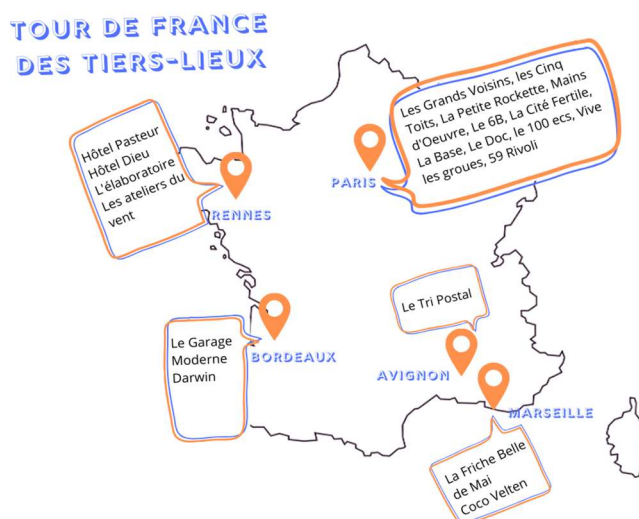 TOUR DE FRANCE
DES TIERS-LIEUX
Les Grands Voisins, les Cinq
Toits, La Petite Rockette, Mains
d'Oeuvre, Le 6B, La Cité Fertile,
La Base, Le Doc, le 100 ecs, Vive
les groues, 59 Rivoli
PARIS
Hôtel Pasteur
Hôtel Dieu
L'élaboratoire
Les ateliers du
vent
RENNES
Le Tri Postal
Le Garage
Moderne
Darwin
BORDEAUX
AVIGNON
MARSEILLE
La Friche Belle
de Mai
Coco Velten